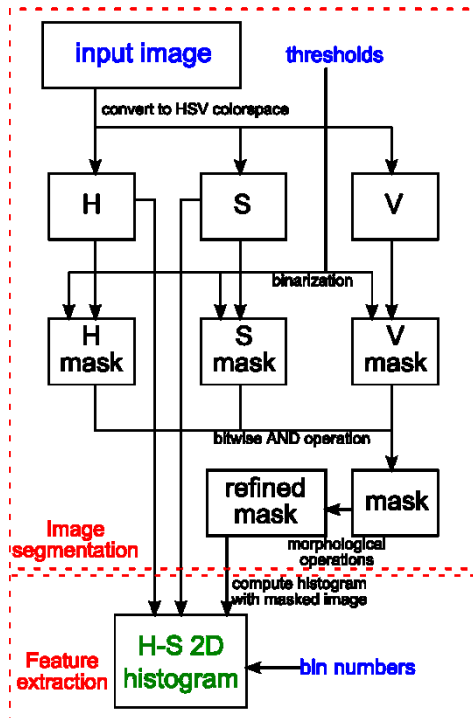 input image
thresholds
convert to HSV colorspace
H
S
V
binarization
H
mask
S
mask
V
mask
bitwise AND operation
refined
mask
mask
Image
segmentation
morphological
operations
compute histogram
with masked image
H-S 2D
histogram
Feature
extraction
bin numbers